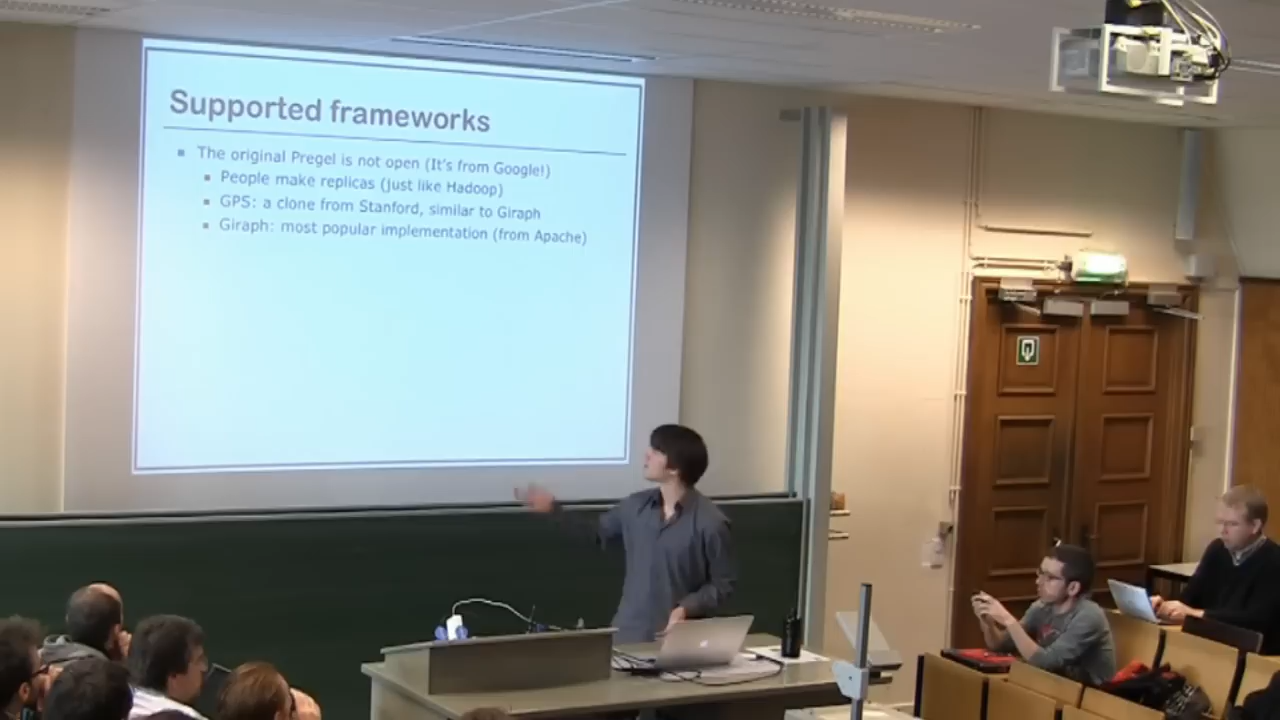 Supported frameworks
The original Pregel is not open (It's from Google!)
People make replicas (just like Hadoop)
GPS: a clone from Stanford, similar to Giraph
Giraph: most popular implementation (from Apache)